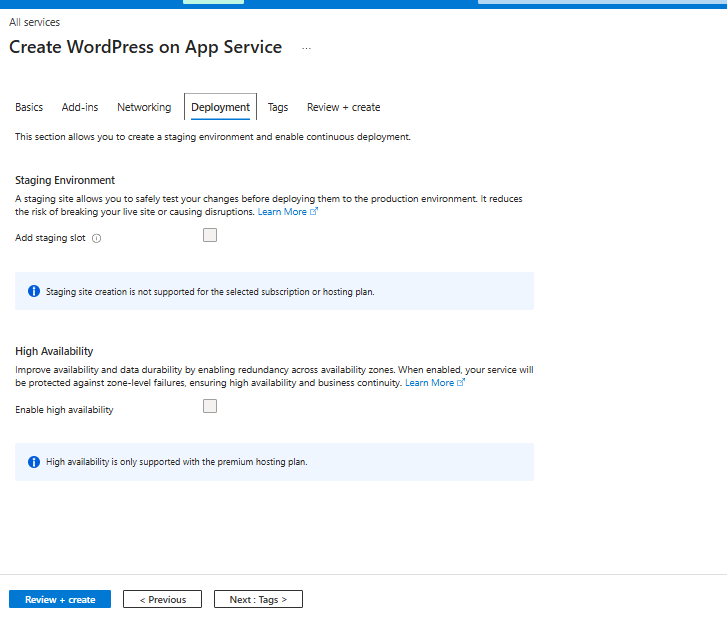 All services
Create WordPress on App Service ...
Basics Add-ins Networking Deployment Tags Review + create
This section allows you to create a staging environment and enable continuous deployment.
Staging Environment
A staging site allows you to safely test your changes before deploying them to the production environment. It reduces
the risk of breaking your live site or causing disruptions. Learn More
Add staging slot
Staging site creation is not supported for the selected subscription or hosting plan.
High Availability
Improve availability and data durability by enabling redundancy across availability zones. When enabled, your service will
be protected against zone-level failures, ensuring high availability and business continuity. Learn More
Enable high availability
High availability is only supported with the premium hosting plan.
Review + create < Previous Next : Tags >